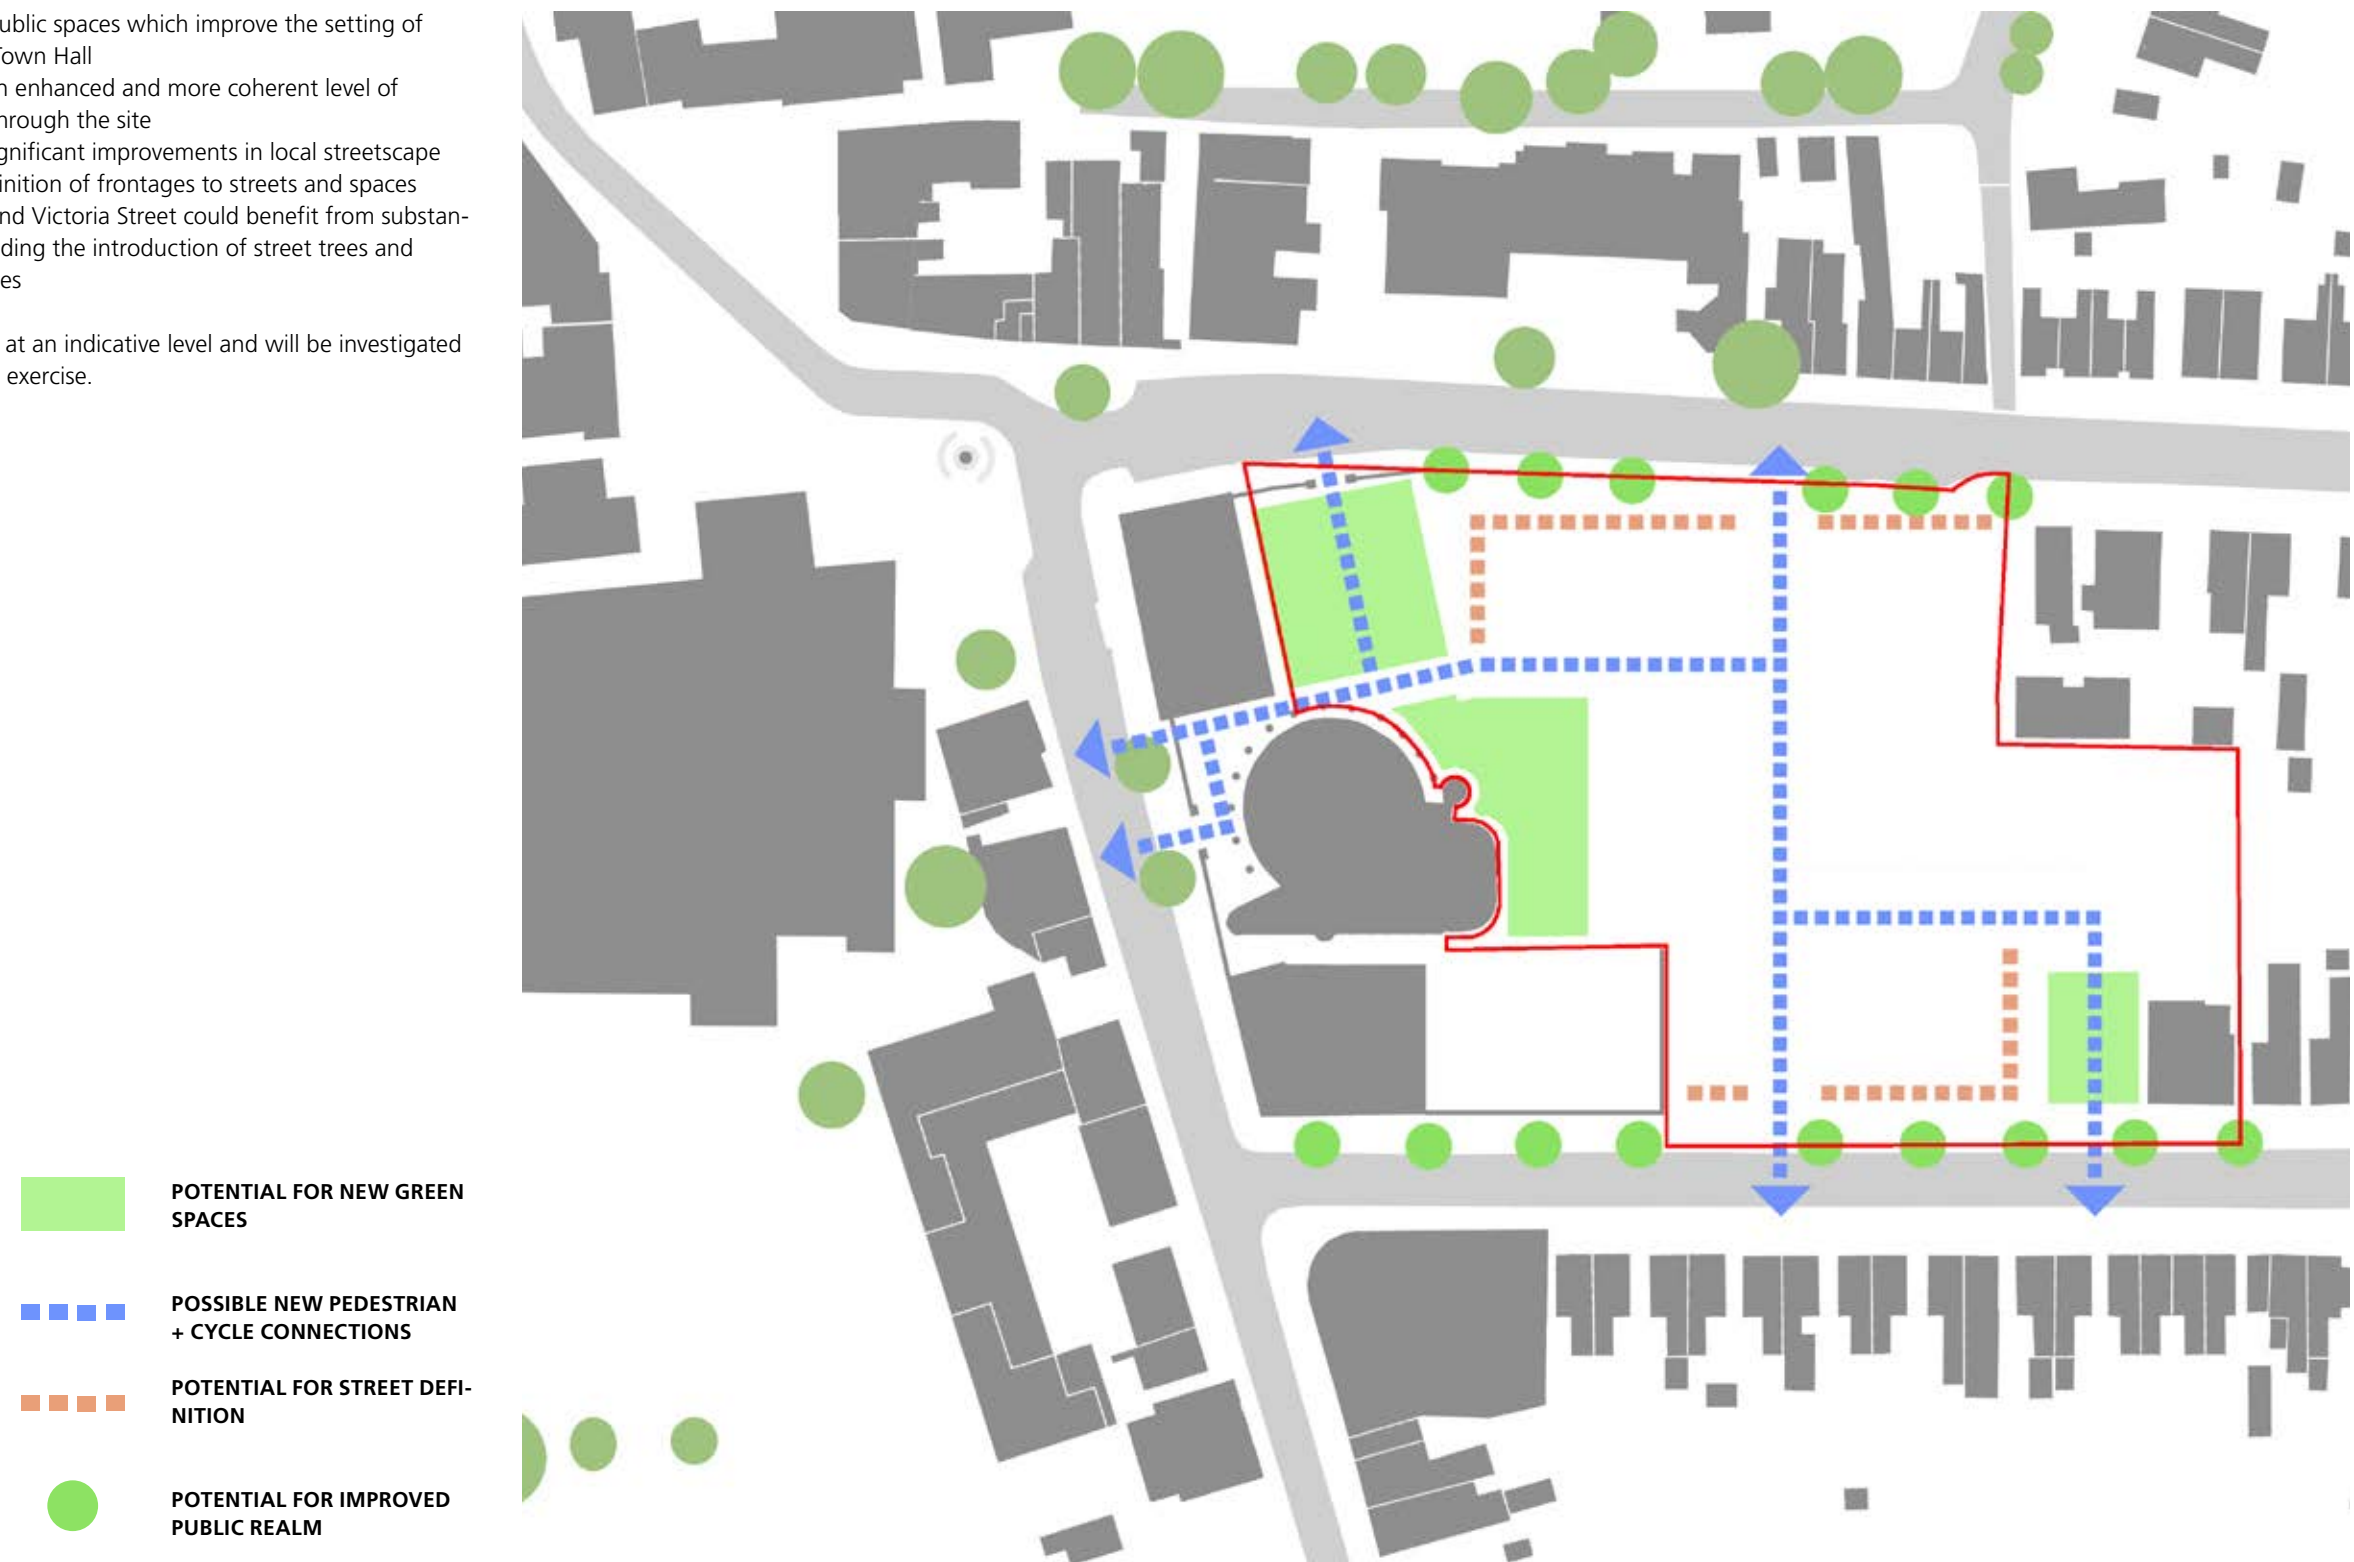 ublic spaces which improve the setting of
own Hall
n enhanced and more coherent level of
hrough the site
gnificant improvements in local streetscape
inition of frontages to streets and spaces
nd Victoria Street could benefit from substan-
ding the introduction of street trees and
es
at an indicative level and will be investigated
exercise.
POTENTIAL FOR NEW GREEN
SPACES
POSSIBLE NEW PEDESTRIAN
+ CYCLE CONNECTIONS
POTENTIAL FOR STREET DEFI-
NITION
POTENTIAL FOR IMPROVED
PUBLIC REALM